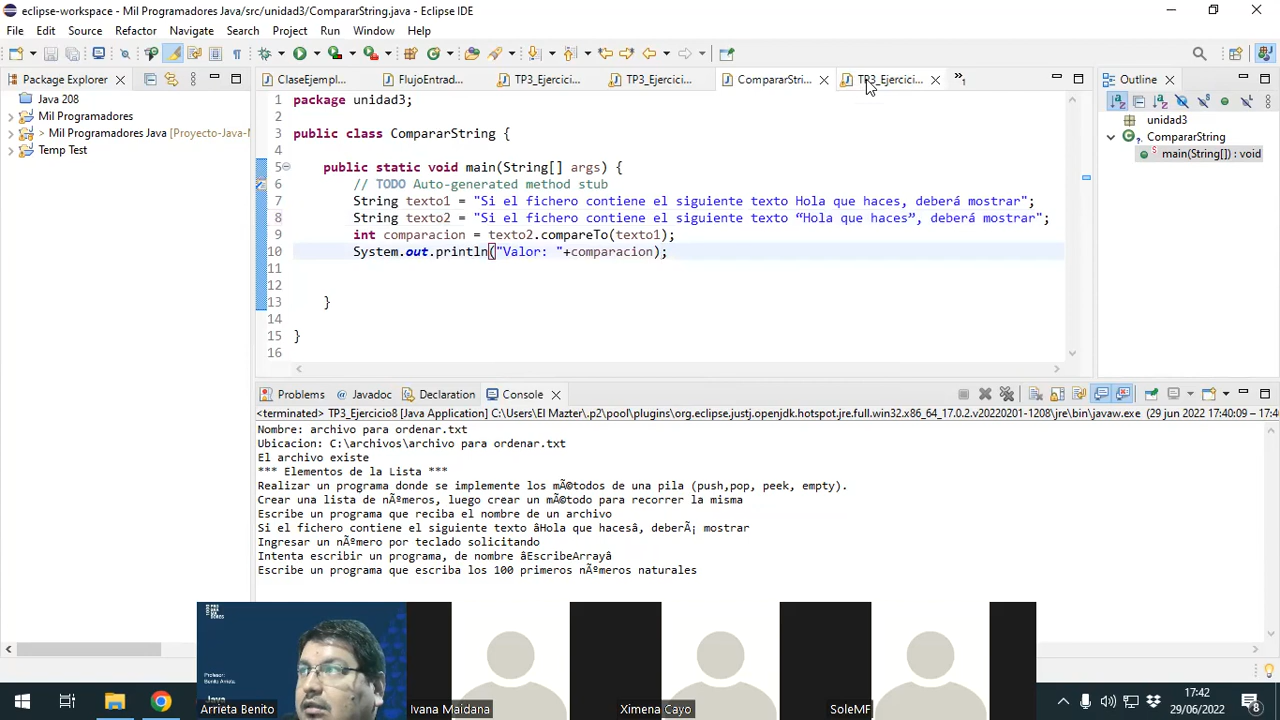 eclipse-workspace - Mil Programadores Java/src/unidad3/CompararString.java - Eclipse IDE
File Edit Source Refactor Navigate Search Project Run Window Help
Package Explorer
ClaseEjempl...
FlujoEntrad...
TP3_Ejercici...
TP3_Ejercici...
CompararStri...
TP3_Ejercici...
»1
Outline
Java 208
Mil Programadores
> Mil Programadores Java [Proyecto-Java-M
Temp Test
1 package unidad3;
2
3 public class CompararString {
4
5 public static void main(String[] args) {
6 // TODO Auto-generated method stub
7 String texto1 = "Si el fichero contiene el siguiente texto Hola que haces, deberá mostrar";
8 String texto2 = "Si el fichero contiene el siguiente texto “Hola que haces”, deberá mostrar";
9 int comparacion = texto2.compareTo(texto1);
10 System.out.println("Valor: "+comparacion);
11
12
13 }
14
15 }
16
unidad3
CompararString
main(String[]) : void
Problems
@ Javadoc
Declaration
Console
<terminated> TP3_Ejercicio8 [Java Application] C:\Users\El Mazter\.p2\pool\plugins\org.eclipse.justj.openjdk.hotspot.jre.full.win32.x86_64_17.0.2.v20220201-1208\jre\bin\javaw.exe (29 jun 2022 17:40:09 – 17:4
Nombre: archivo para ordenar.txt
Ubicacion: C:\archivos\archivo para ordenar.txt
El archivo existe
*** Elementos de la Lista ***
Realizar un programa donde se implemente los mÃ©todos de una pila (push,pop, peek, empty).
Crear una lista de nÃºmeros, luego crear un mÃ©todo para recorrer la misma
Escribe un programa que reciba el nombre de un archivo
Si el fichero contiene el siguiente texto âHola que hacesâ, deberÃ¡ mostrar
Ingresar un nÃºmero por teclado solicitando
Intenta escribir un programa, de nombre âEscribeArrayâ
Escribe un programa que escriba los 100 primeros nÃºmeros naturales
Profesor:
Benito Arrieta.
Java
Arrieta Benito
Ivana Maidana
Ximena Cayo
SoleMF
17:42
29/06/2022
8